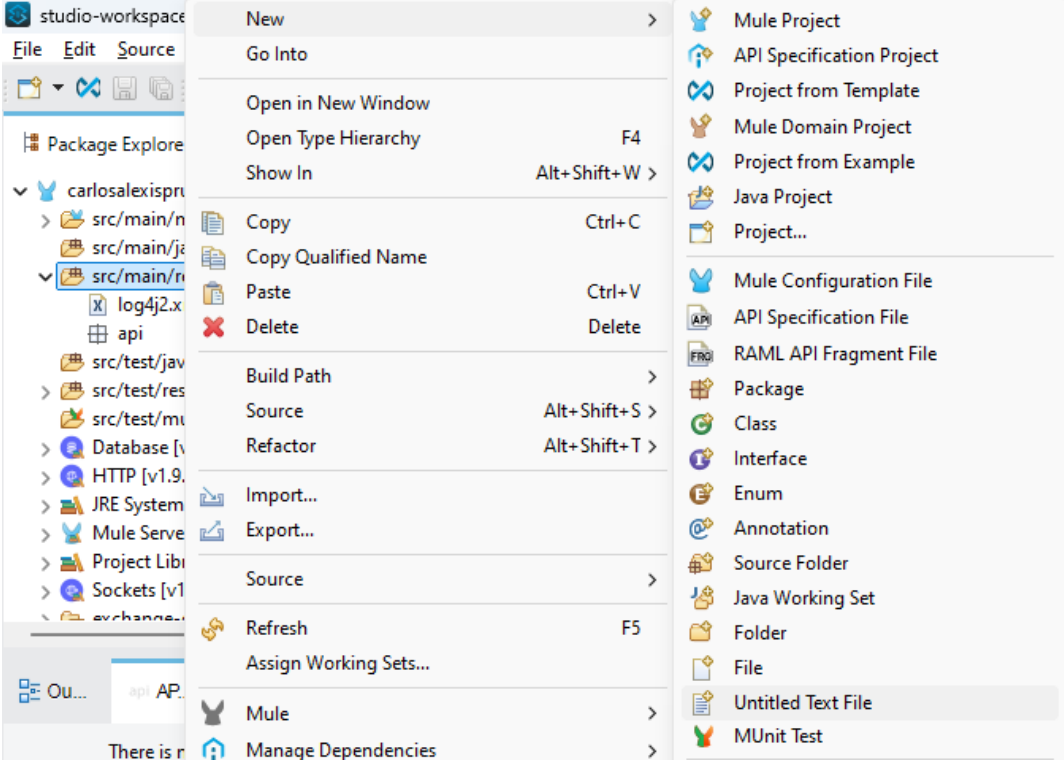 studio-workspace
File Edit Source
Package Explore
carlosalexispru
src/main/m
src/main/ja
src/main/re
log4j2.x
api
src/test/jav
src/test/res
src/test/mu
Database [v
HTTP [v1.9.
JRE System
Mule Serve
Project Libr
Sockets [v1
exchange-
Ou...
api AP...
There is n
New
Go Into
Open in New Window
Open Type Hierarchy F4
Show In Alt+Shift+W
Copy Ctrl+C
Copy Qualified Name
Paste Ctrl+V
Delete Delete
Build Path
Source Alt+Shift+S
Refactor Alt+Shift+T
Import...
Export...
Source
Refresh F5
Assign Working Sets...
Mule
Manage Dependencies
Mule Project
API Specification Project
Project from Template
Mule Domain Project
Project from Example
Java Project
Project...
Mule Configuration File
API API Specification File
FRG RAML API Fragment File
Package
Class
Interface
Enum
Annotation
Source Folder
Java Working Set
Folder
File
Untitled Text File
MUnit Test